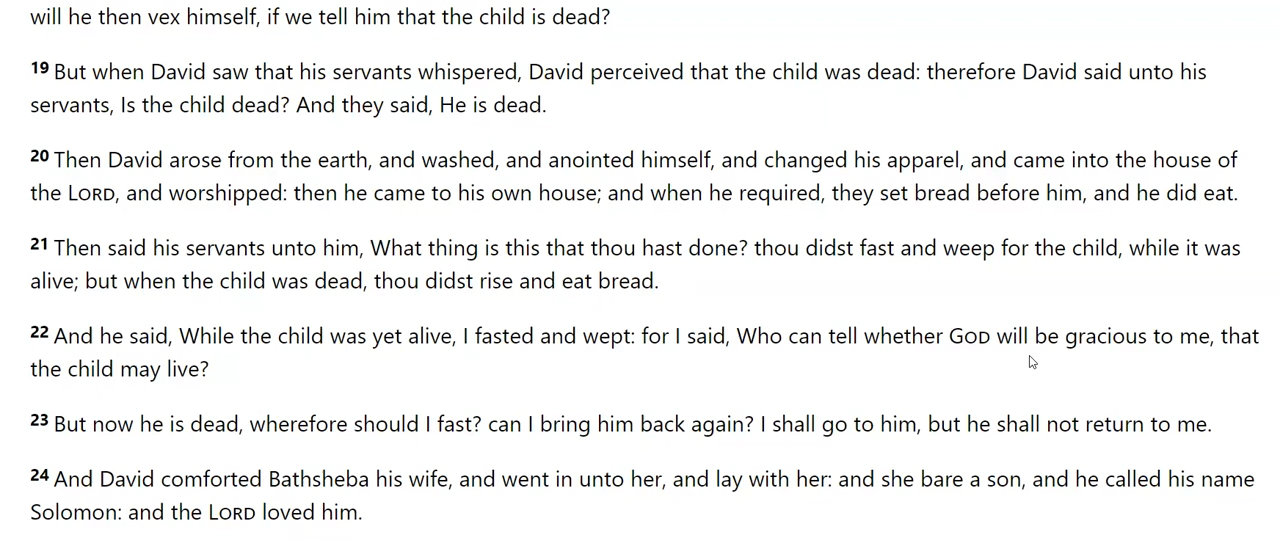 will he then vex himself, if we tell him that the child is dead?
19 But when David saw that his servants whispered, David perceived that the child was dead: therefore David said unto his
servants, Is the child dead? And they said, He is dead.
20 Then David arose from the earth, and washed, and anointed himself, and changed his apparel, and came into the house of
the LORD, and worshipped: then he came to his own house; and when he required, they set bread before him, and he did eat.
21 Then said his servants unto him, What thing is this that thou hast done? thou didst fast and weep for the child, while it was
alive; but when the child was dead, thou didst rise and eat bread.
22 And he said, While the child was yet alive, I fasted and wept: for I said, Who can tell whether GOD will be gracious to me, that
the child may live?
23 But now he is dead, wherefore should I fast? can I bring him back again? I shall go to him, but he shall not return to me.
24 And David comforted Bathsheba his wife, and went in unto her, and lay with her: and she bare a son, and he called his name
Solomon: and the LORD loved him.